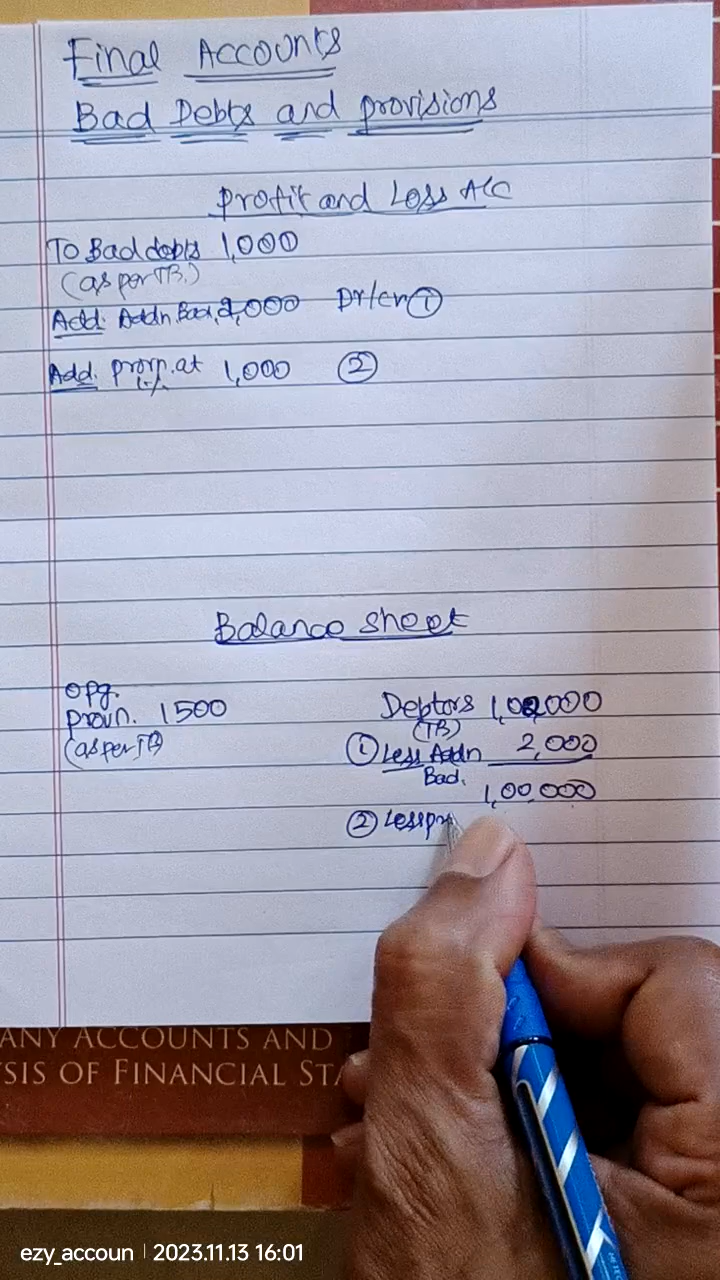 Final Accounts
Bad Debts and provisions
Profit and Loss A/C
To Bad debts 1,000
(as per TB.)
Add: Addn. Bad. 2,000 Dr/cr ①
Add: provn. at 1,000 ②
1%
Balance sheet
opg.
provn. 1500
(as per TB)
Debtors 1,02,000
(TB)
① Less Addn 2,000
Bad.
1,00,000
② Less pr
ANY ACCOUNTS AND
SIS OF FINANCIAL STA
ezy_accoun | 2023.11.13 16:01